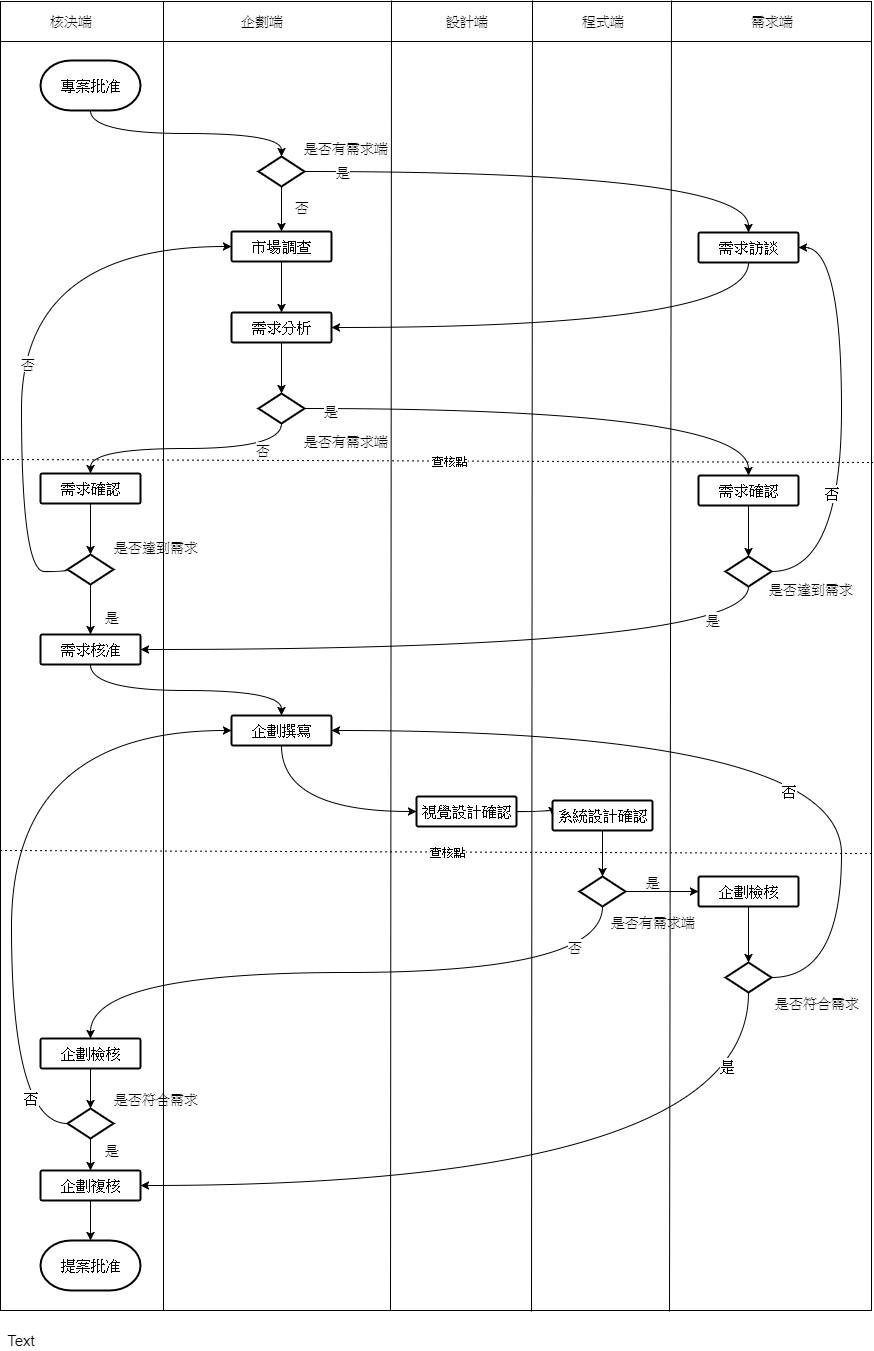 核決端
企劃端
設計端
程式端
需求端
專案批准
是否有需求端
是
否
市場調查
需求訪談
需求分析
否
是
是否有需求端
否
查核點
需求確認
需求確認
否
是否達到需求
是否達到需求
是
是
需求核准
企劃撰寫
否
視覺設計確認
系統設計確認
查核點
是
企劃檢核
是否有需求端
否
是否符合需求
企劃檢核
是
否
是否符合需求
是
企劃複核
提案批准
Text